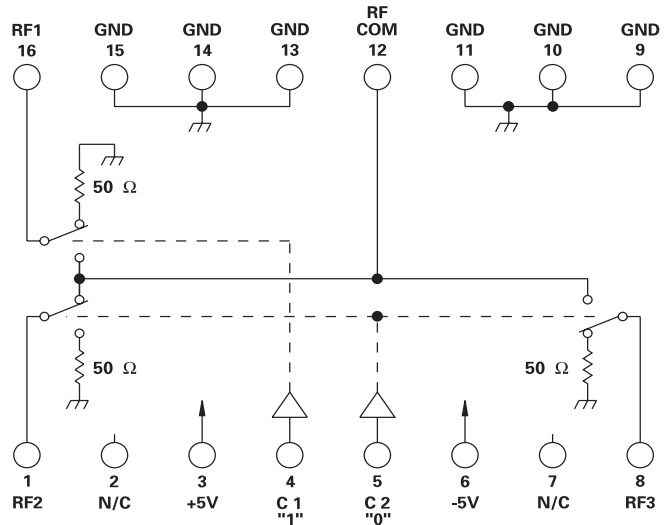 RF1
16
GND
15
GND
14
GND
13
RF
COM
12
GND
11
GND
10
GND
9
50 Ω
50 Ω
50 Ω
1
RF2
2
N/C
3
+5V
4
C 1
"1"
5
C 2
"0"
6
-5V
7
N/C
8
RF3